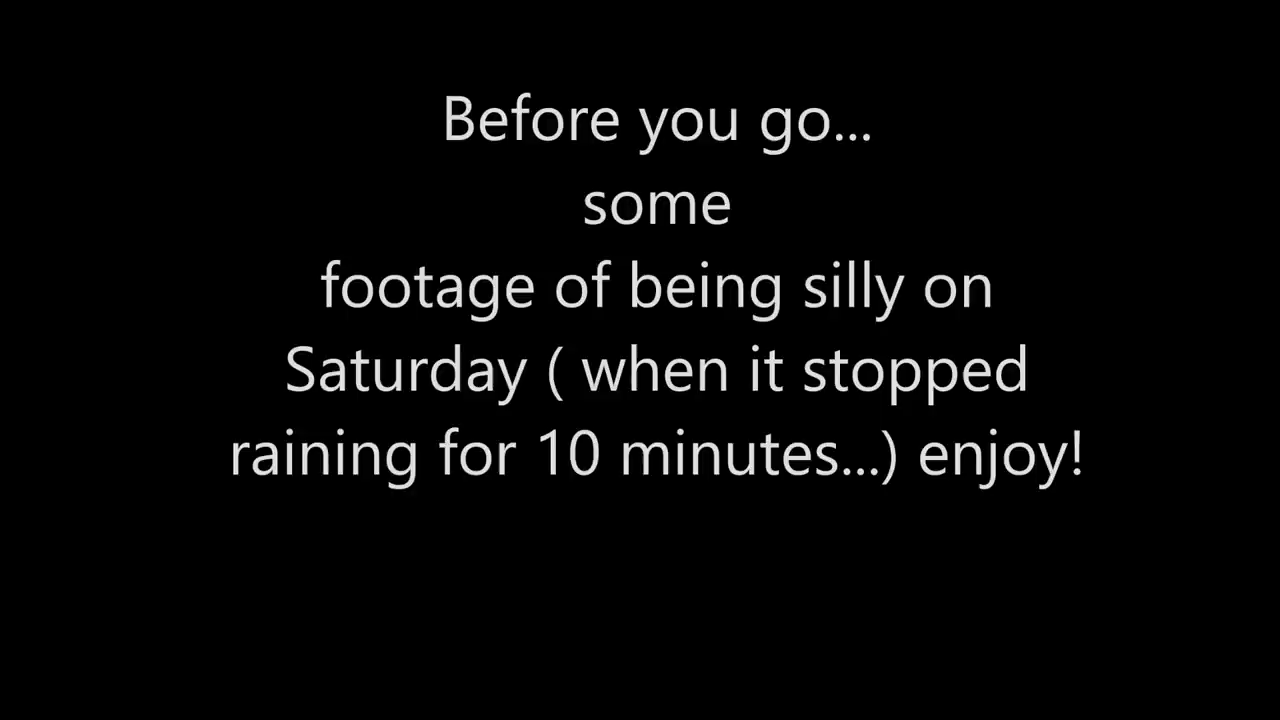 Before you go...
some
footage of being silly on
Saturday ( when it stopped
raining for 10 minutes...) enjoy!